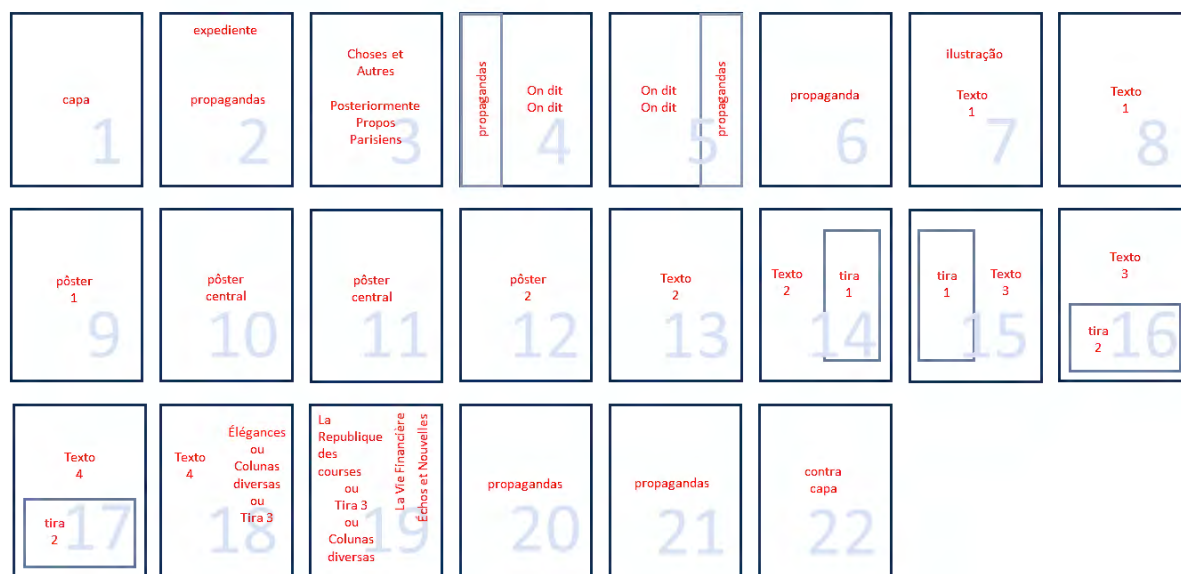 capa
1
expediente
propagandas
2
Choses et
Autres
Posteriormente
Propos
Parisiens
3
propagandas
On dit
On dit
4
On dit
On dit
propagandas
5
propaganda
6
ilustração
Texto
1
7
Texto
1
8
pôster
1
9
pôster
central
10
pôster
central
11
pôster
2
12
Texto
2
13
Texto
2
tira
1
14
tira
1
Texto
3
15
Texto
3
tira
2
16
Texto
4
tira
2
17
Texto
4
Élégances
ou
Colunas
diversas
ou
Tira 3
18
La
Republique
des
courses
ou
Tira 3
ou
Colunas
diversas
La Vie Financière
Échos et Nouvelles
19
propagandas
20
propagandas
21
contra
capa
22